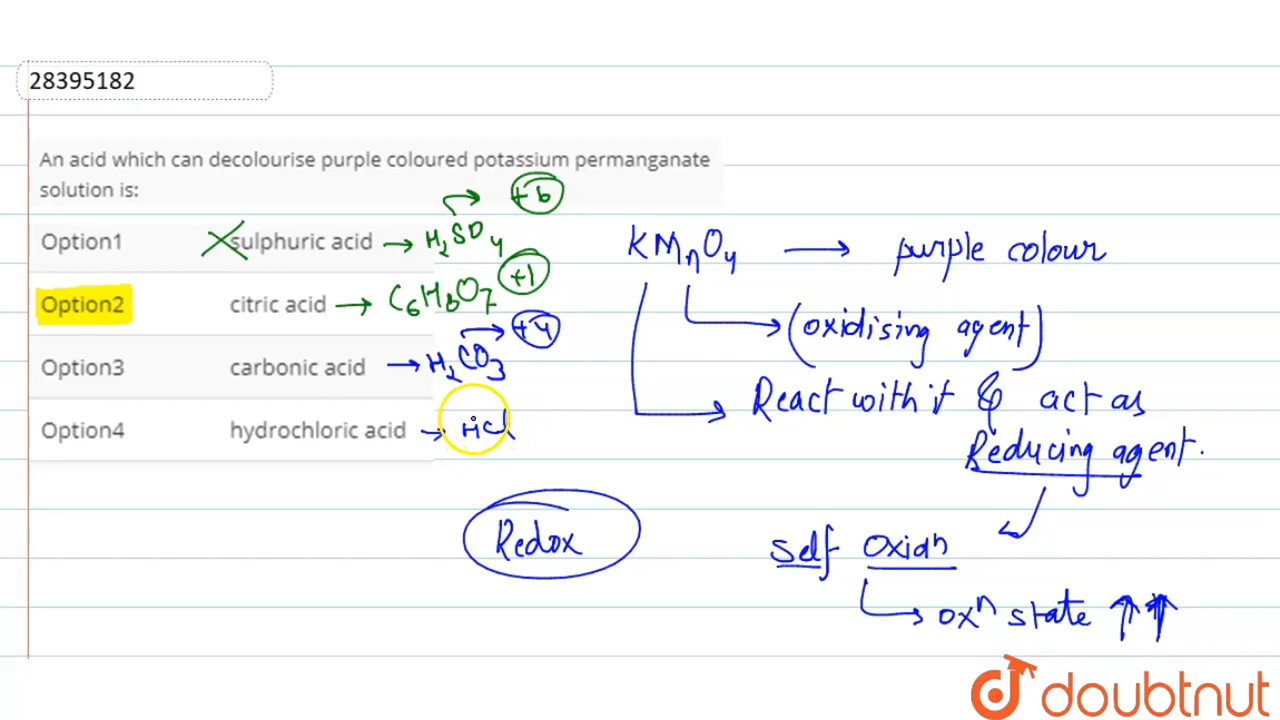 28395182
An acid which can decolourise purple coloured potassium permanganate
solution is:
+6
Option1 sulphuric acid → H₂SO₄
KMnO₄ → purple colour
+1
Option2 citric acid → C₆H₈O₇
(oxidising agent)
+4
Option3 carbonic acid → H₂CO₃
React with it & act as
Reducing agent.
Option4 hydrochloric acid → HCl
Redox
Self Oxiaⁿ
oxⁿ state ↑↑
doubtnut